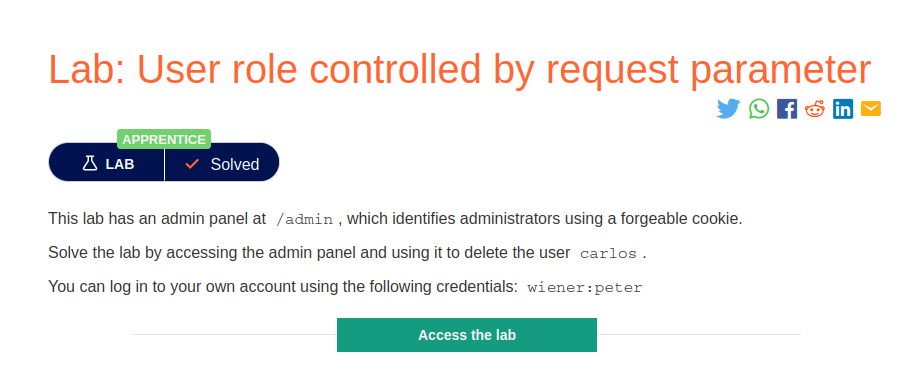 Lab: User role controlled by request parameter
APPRENTICE
LAB Solved
This lab has an admin panel at /admin, which identifies administrators using a forgeable cookie.
Solve the lab by accessing the admin panel and using it to delete the user carlos.
You can log in to your own account using the following credentials: wiener:peter
Access the lab